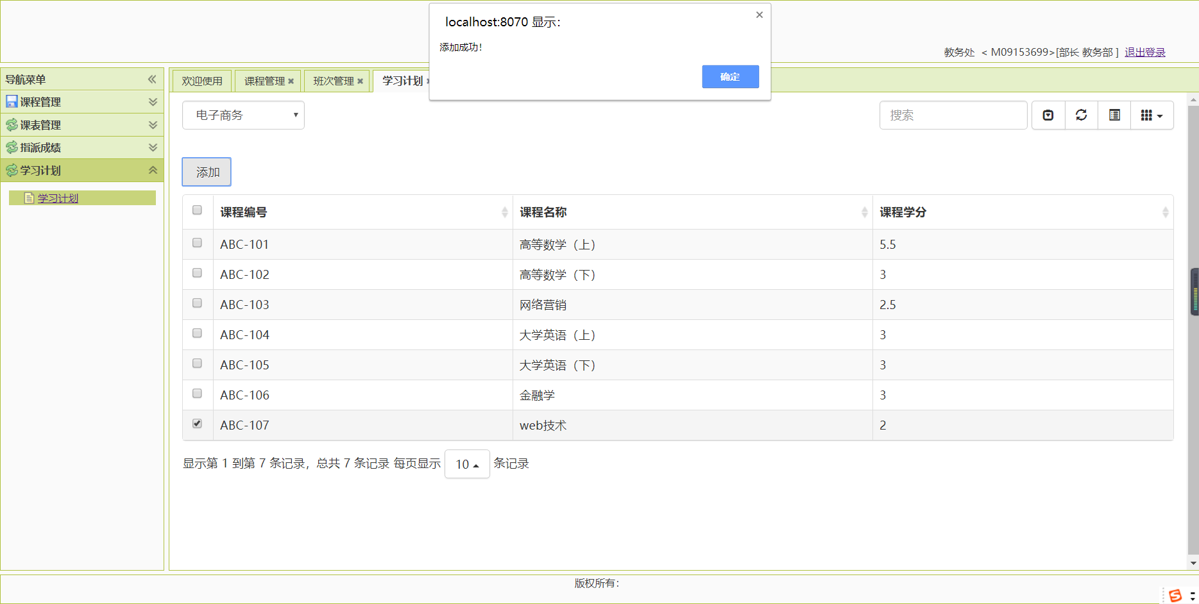 localhost:8070 显示:
添加成功!
确定
教务处 < M09153699>[部长 教务部 ] 退出登录
导航菜单
课程管理
课表管理
指派成绩
学习计划
学习计划
欢迎使用
课程管理
班次管理
学习计划
电子商务
搜索
添加
课程编号 课程名称 课程学分
ABC-101 高等数学（上） 5.5
ABC-102 高等数学（下） 3
ABC-103 网络营销 2.5
ABC-104 大学英语（上） 3
ABC-105 大学英语（下） 3
ABC-106 金融学 3
ABC-107 web技术 2
显示第 1 到第 7 条记录，总共 7 条记录 每页显示 10 条记录
版权所有：